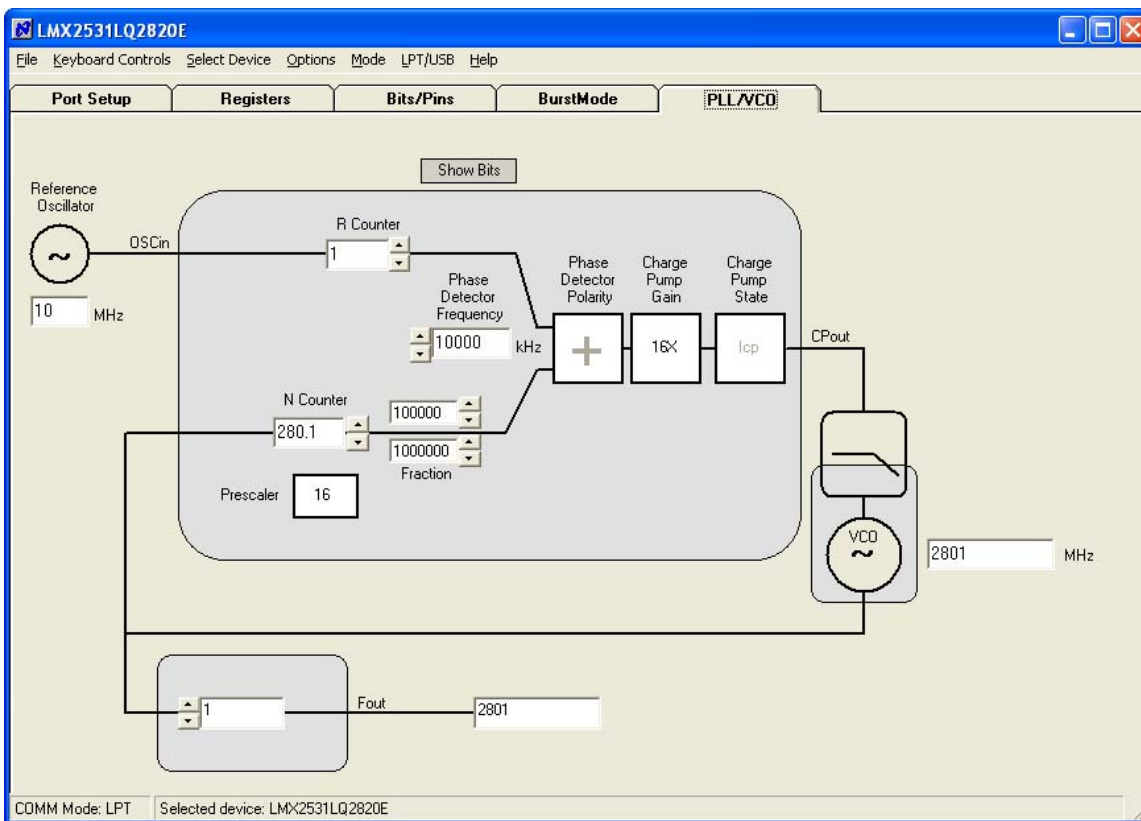 LMX2531LQ2820E
File Keyboard Controls Select Device Options Mode LPT/USB Help
Port Setup Registers Bits/Pins BurstMode PLL/VCO
Show Bits
Reference
Oscillator
~
OSCin
10 MHz
R Counter
1
Phase
Detector
Frequency
10000 kHz
Phase
Detector
Polarity
+
Charge
Pump
Gain
16X
Charge
Pump
State
Icp
CPout
N Counter
280.1
100000
1000000
Fraction
Prescaler 16
VCO
~
2801 MHz
1
Fout
2801
COMM Mode: LPT Selected device: LMX2531LQ2820E